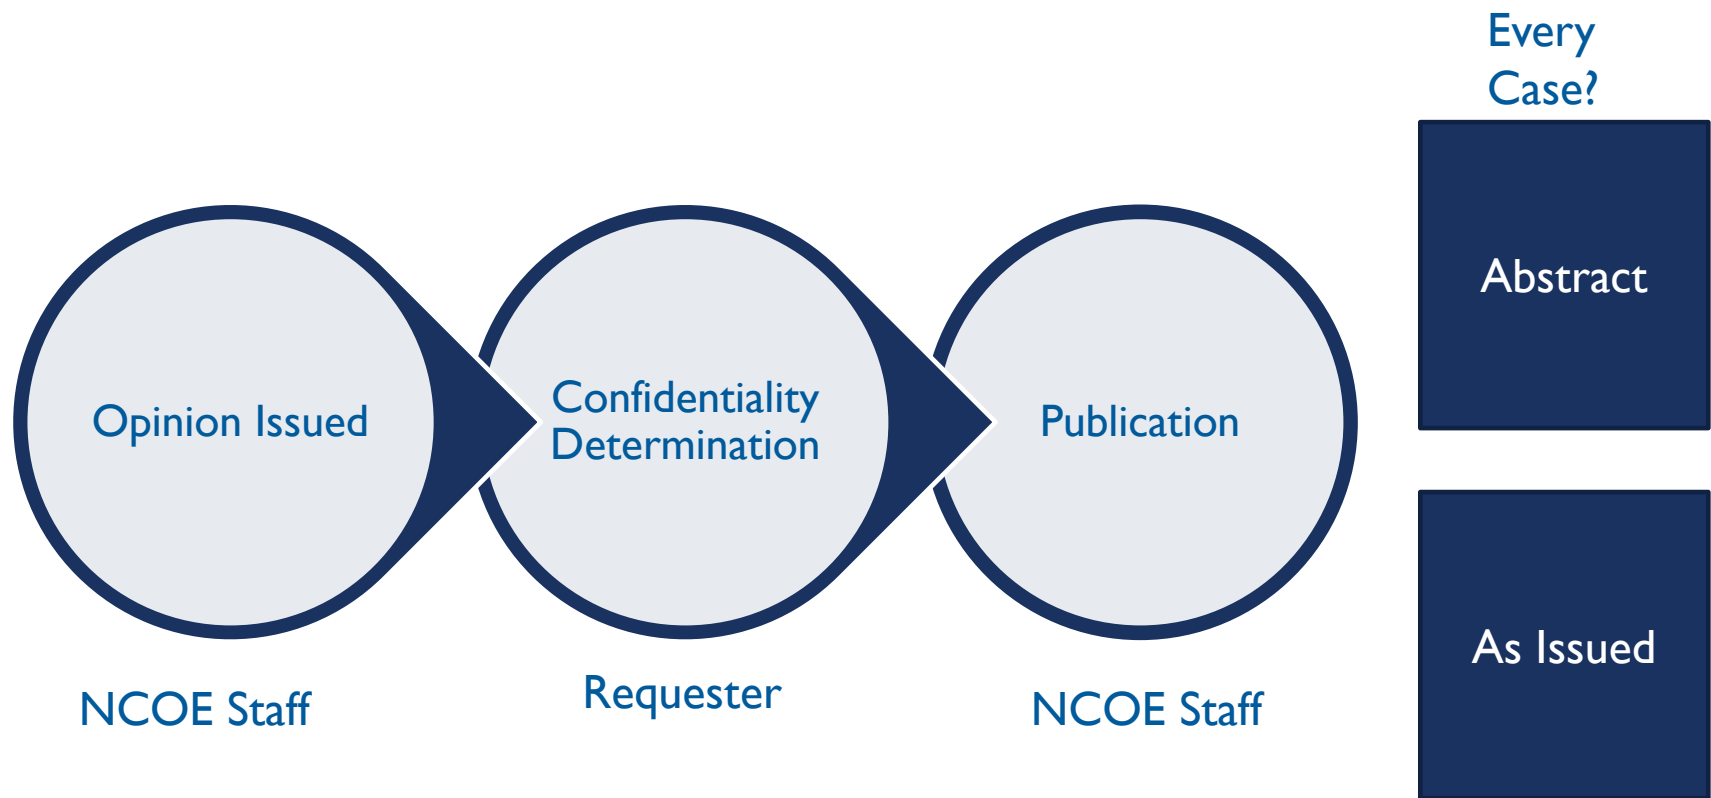 Every
Case?
Abstract
Opinion Issued
Confidentiality
Determination
Publication
As Issued
NCOE Staff
Requester
NCOE Staff